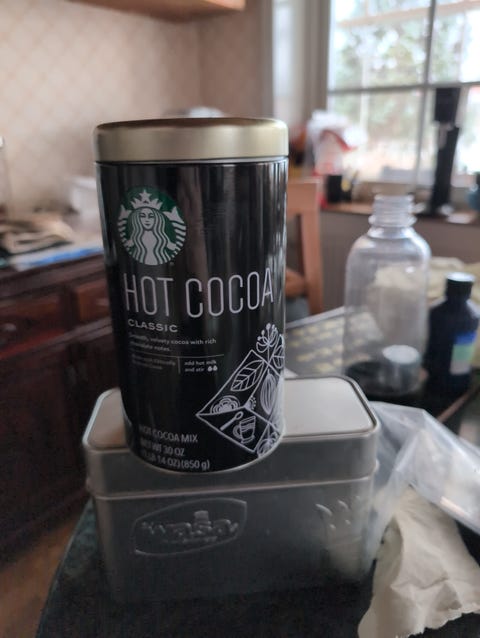 HOT COCOA
CLASSIC
Smooth, velvety cocoa with rich
chocolate notes.
add hot milk
and stir
HOT COCOA MIX
NET WT 30 OZ
(1 LB 14 OZ) (850 g)
wasa